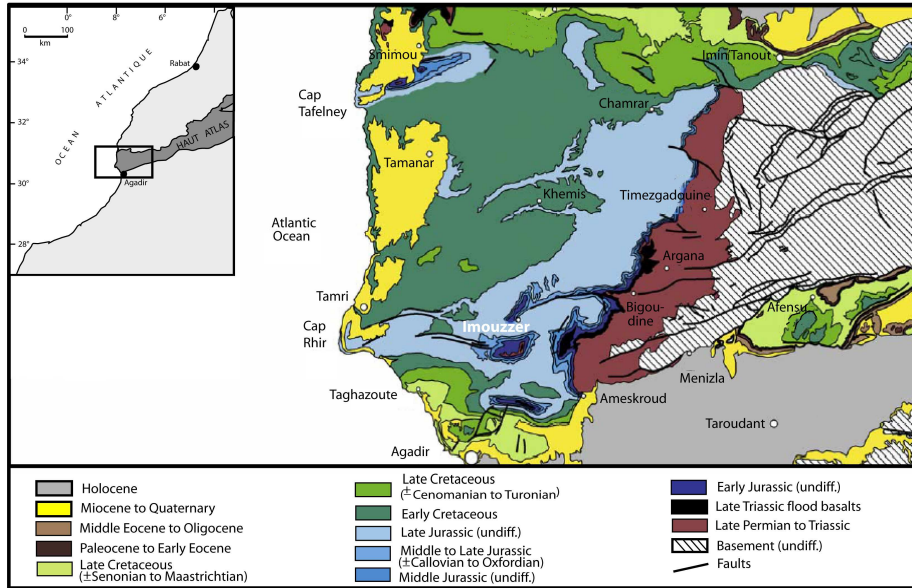 8° 6°
0 100
km
34°
32°
30°
28°
OCEAN ATLANTIQUE
Rabat
HAUT ATLAS
Agadir
Smimou
Imin Tanout
Cap
Tafelney
Chamrar
Tamanar
Khemis
Timezgadouine
Atlantic
Ocean
Argana
Tamri
Bigou-
dine
Afensu
Imouzzer
Cap
Rhir
Menizla
Taghazoute
Ameskroud
Taroudant
Agadir
Holocene
Miocene to Quaternary
Middle Eocene to Oligocene
Paleocene to Early Eocene
Late Cretaceous
(±Senonian to Maastrichtian)
Late Cretaceous
(±Cenomanian to Turonian)
Early Cretaceous
Late Jurassic (undiff.)
Middle to Late Jurassic
(±Callovian to Oxfordian)
Middle Jurassic (undiff.)
Early Jurassic (undiff.)
Late Triassic flood basalts
Late Permian to Triassic
Basement (undiff.)
Faults